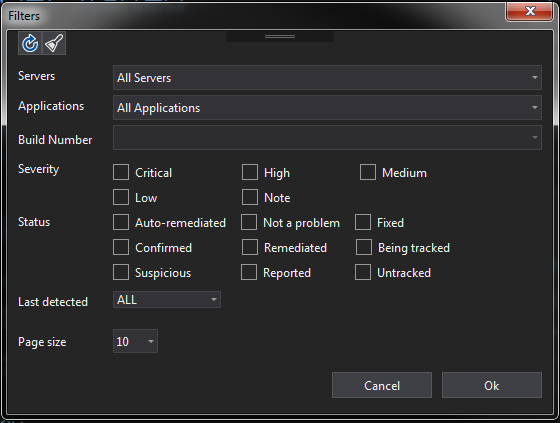 Filters
Servers All Servers
Applications All Applications
Build Number
Severity Critical High Medium
Low Note
Status Auto-remediated Not a problem Fixed
Confirmed Remediated Being tracked
Suspicious Reported Untracked
Last detected ALL
Page size 10
Cancel Ok